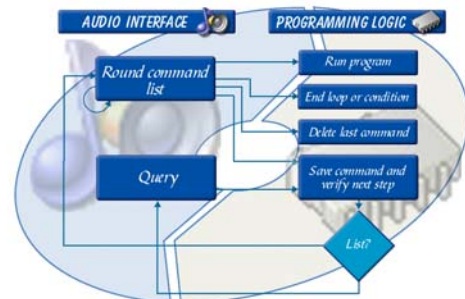 AUDIO INTERFACE
PROGRAMMING LOGIC
Round command
list
Run program
End loop or condition
Delete last command
Query
Save command and
verify next step
List?